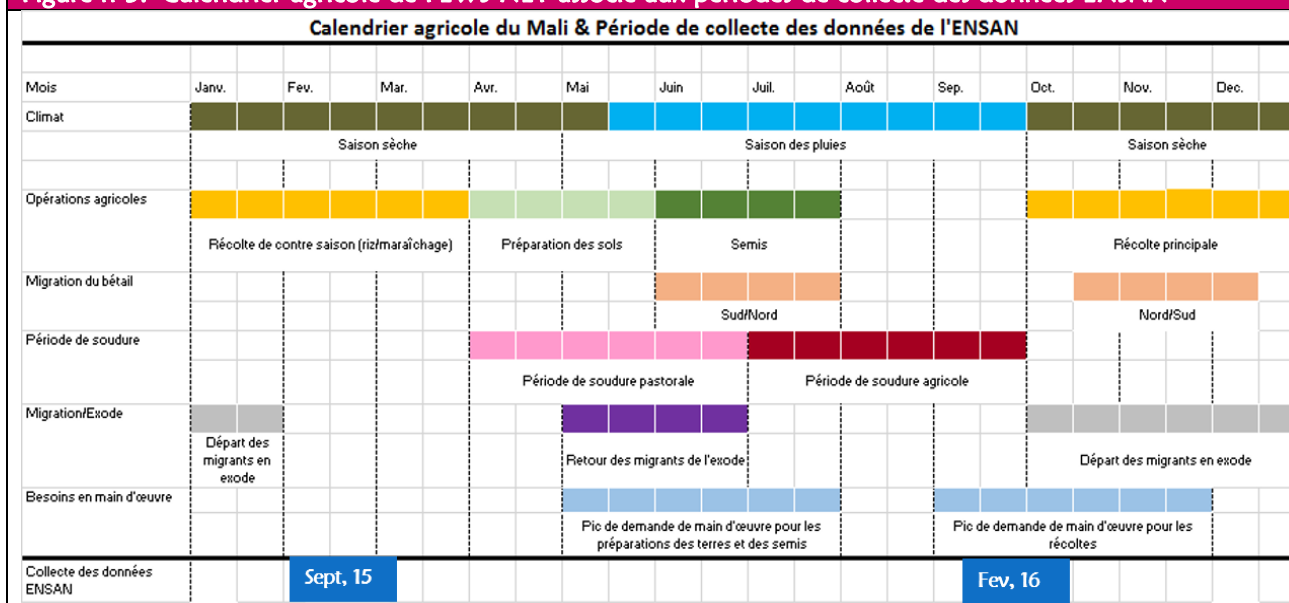 Calendrier agricole du Mali & Période de collecte des données de l'ENSAN
Mois Janv. Fev. Mar. Avr. Mai Juin Juil. Août Sep. Oct. Nov. Dec.
Climat
Saison sèche Saison des pluies Saison sèche
Opérations agricoles
Récolte de contre saison (riz/maraîchage) Préparation des sols Semis Récolte principale
Migration du bétail
Sud/Nord Nord/Sud
Période de soudure
Période de soudure pastorale Période de soudure agricole
Migration/Exode
Départ des
migrants en
exode
Retour des migrants de l'exode Départ des migrants en exode
Besoins en main d'œuvre
Pic de demande de main d'œuvre pour les
préparations des terres et des semis
Pic de demande de main d'œuvre pour les
récoltes
Collecte des données
ENSAN
Sept, 15 Fev, 16